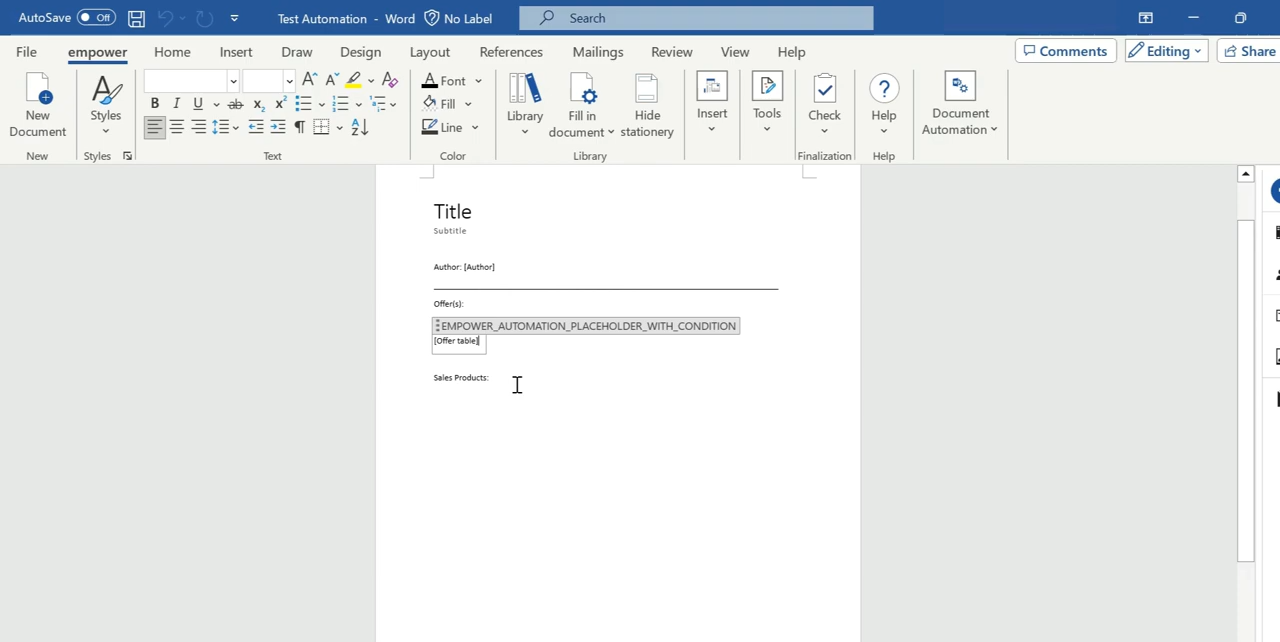 AutoSave Off Test Automation - Word No Label Search
File empower Home Insert Draw Design Layout References Mailings Review View Help Comments Editing Share
New Document
Styles
B I U ab x2 x2
Font
Fill
Line
Library
Fill in document
Hide stationery
Insert
Tools
Check
Help
Document Automation
New Styles Text Color Library Finalization Help
Title
Subtitle
Author: [Author]
Offer(s):
EMPOWER_AUTOMATION_PLACEHOLDER_WITH_CONDITION
[Offer table]
Sales Products: